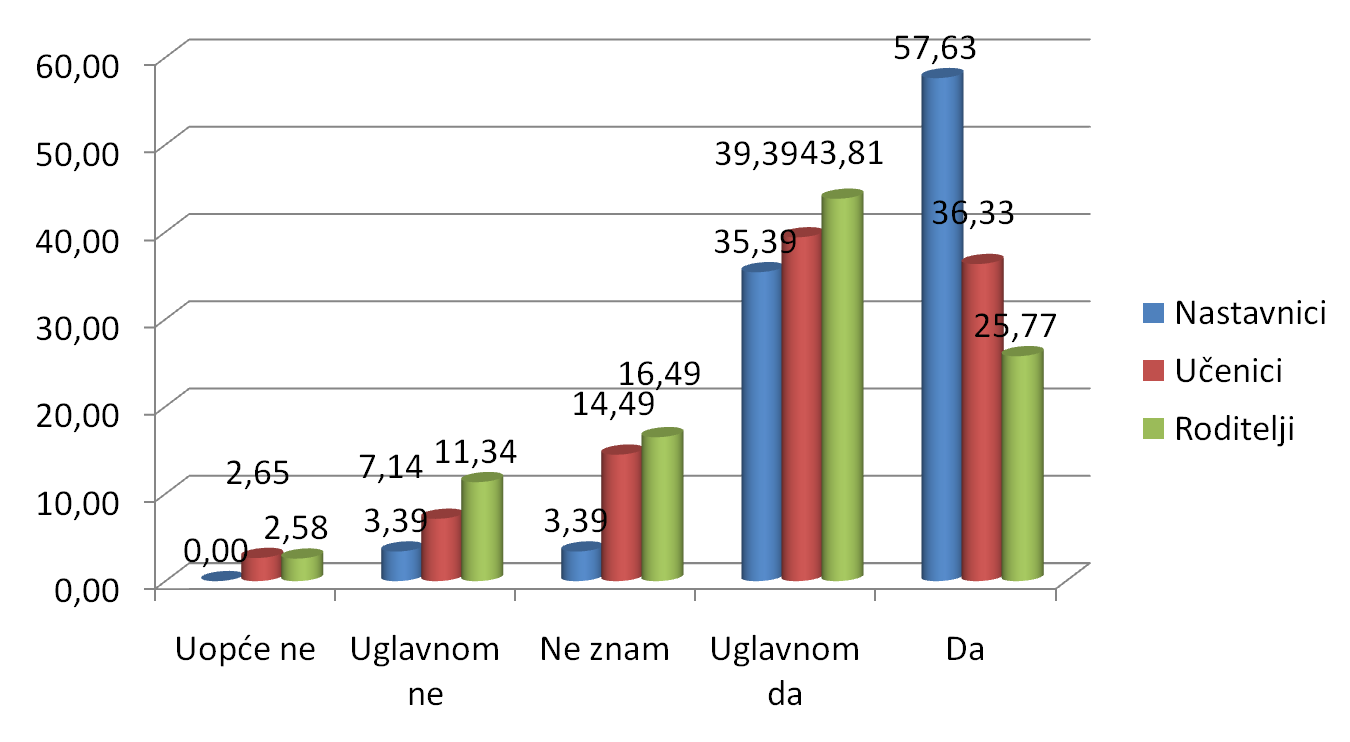 60,00
50,00
40,00
30,00
20,00
10,00
0,00
0,00
2,65
2,58
3,39
7,14
11,34
3,39
14,49
16,49
35,39
39,39
43,81
57,63
36,33
25,77
Uopće ne
Uglavnom
ne
Ne znam
Uglavnom
da
Da
Nastavnici
Učenici
Roditelji